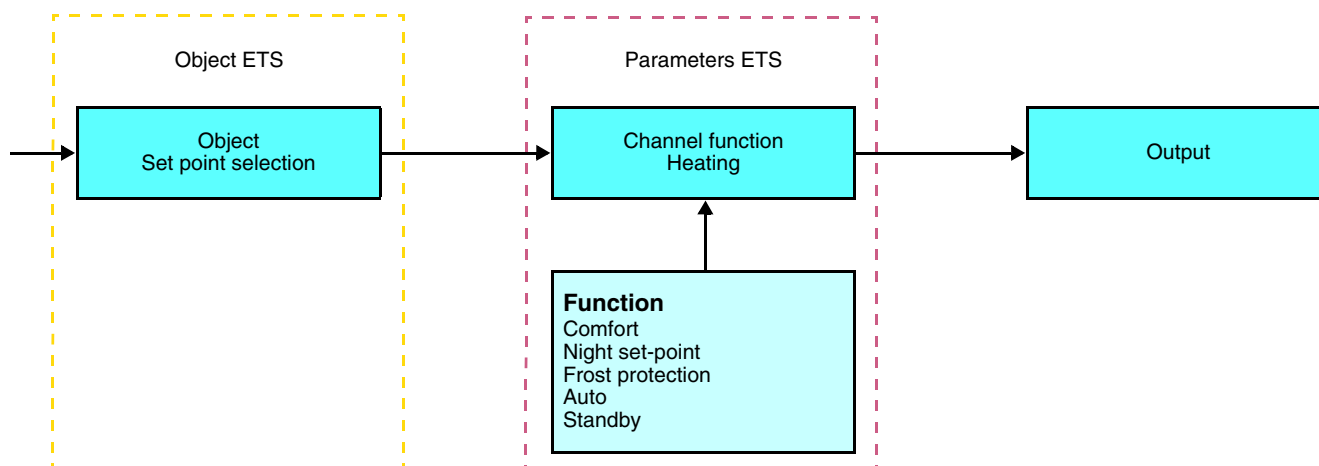 Object ETS
Parameters ETS
Object
Set point selection
Channel function
Heating
Output
Function
Comfort
Night set-point
Frost protection
Auto
Standby